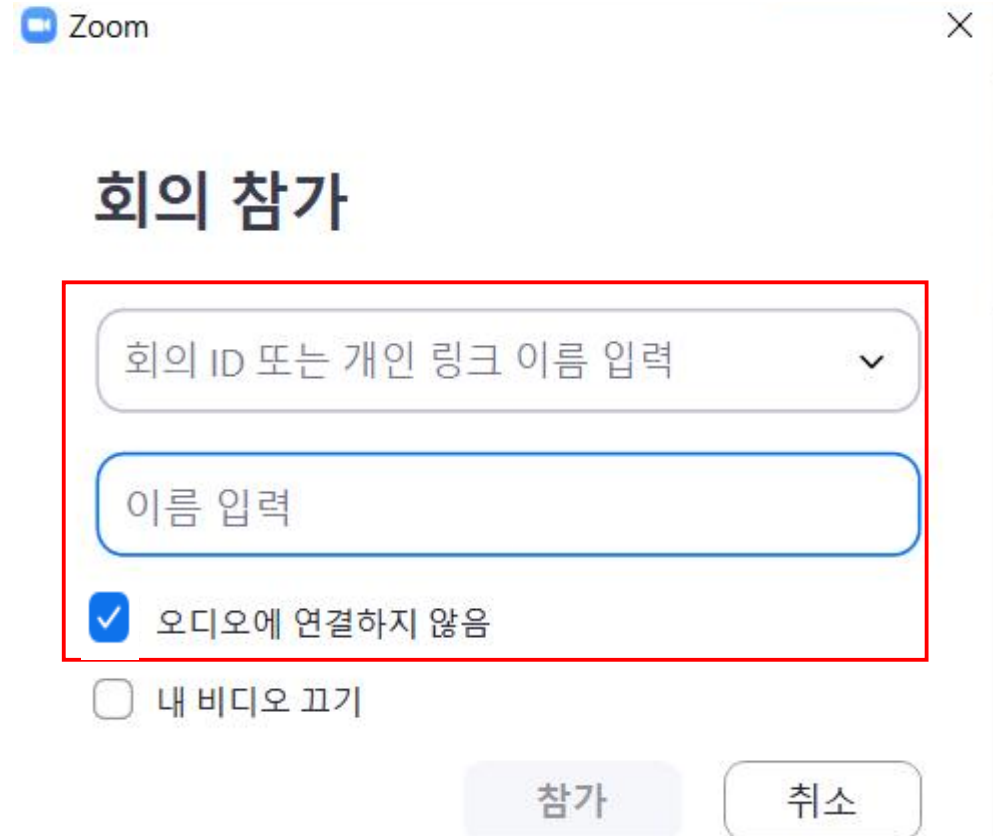 Zoom
회의 참가
회의 ID 또는 개인 링크 이름 입력
이름 입력
오디오에 연결하지 않음
내 비디오 끄기
참가 취소